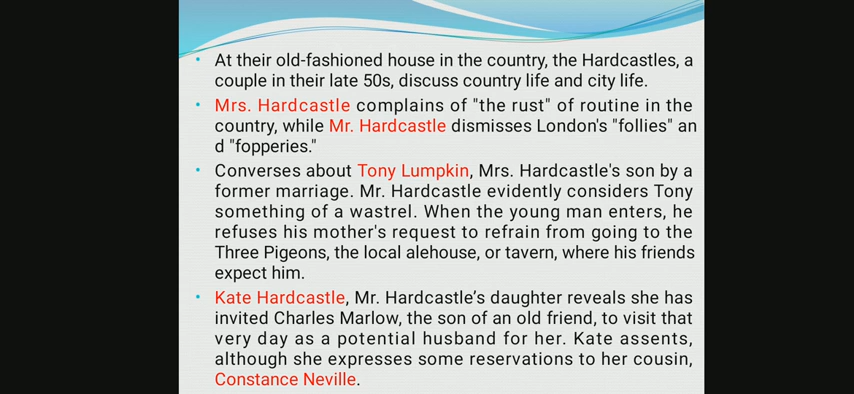 • At their old-fashioned house in the country, the Hardcastles, a
couple in their late 50s, discuss country life and city life.
• Mrs. Hardcastle complains of "the rust" of routine in the
country, while Mr. Hardcastle dismisses London's "follies" an
d "fopperies."
• Converses about Tony Lumpkin, Mrs. Hardcastle's son by a
former marriage. Mr. Hardcastle evidently considers Tony
something of a wastrel. When the young man enters, he
refuses his mother's request to refrain from going to the
Three Pigeons, the local alehouse, or tavern, where his friends
expect him.
• Kate Hardcastle, Mr. Hardcastle’s daughter reveals she has
invited Charles Marlow, the son of an old friend, to visit that
very day as a potential husband for her. Kate assents,
although she expresses some reservations to her cousin,
Constance Neville.